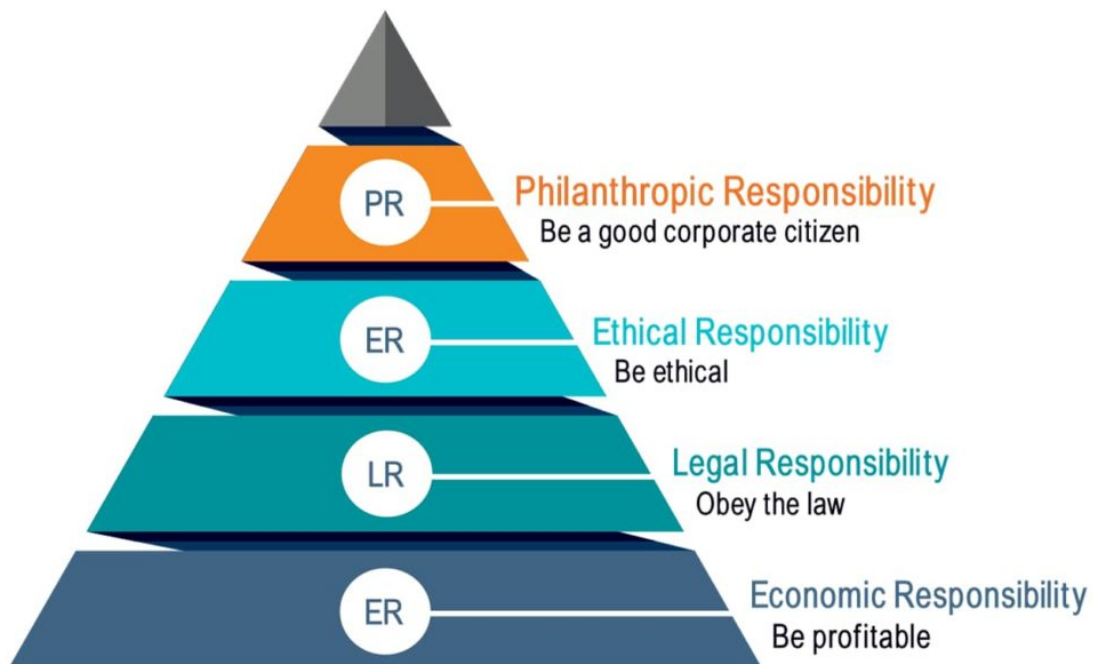 PR
Philanthropic Responsibility
Be a good corporate citizen
ER
Ethical Responsibility
Be ethical
LR
Legal Responsibility
Obey the law
ER
Economic Responsibility
Be profitable